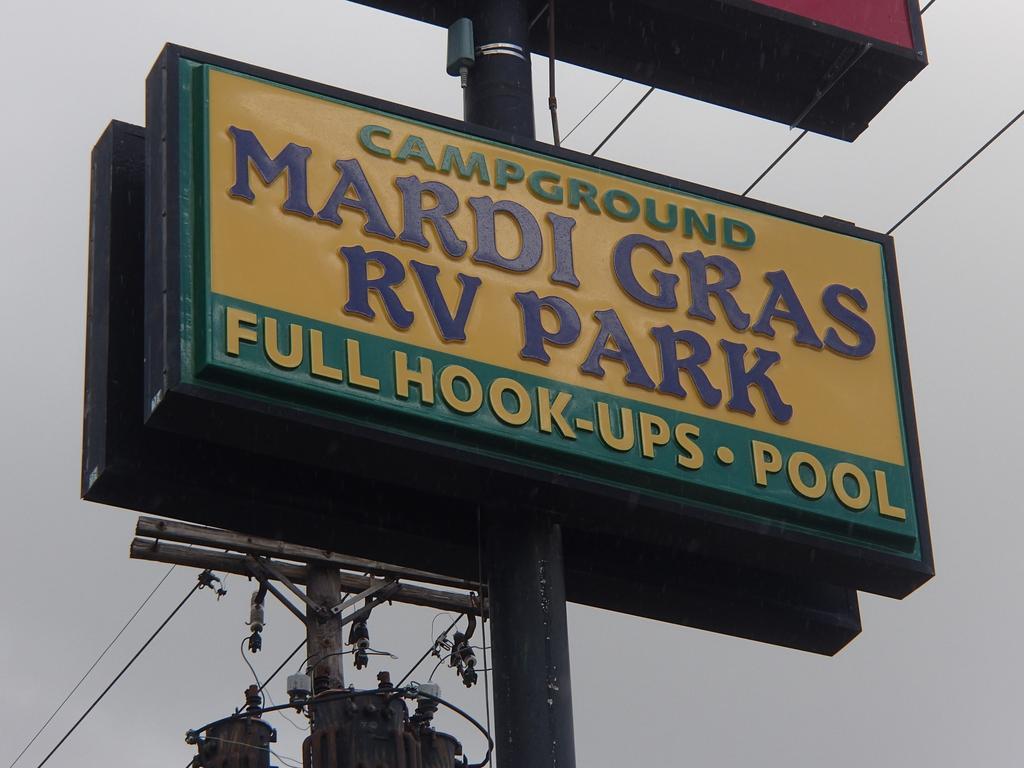 CAMPGROUND
MARDI GRAS
RV PARK
FULL HOOK-UPS • POOL